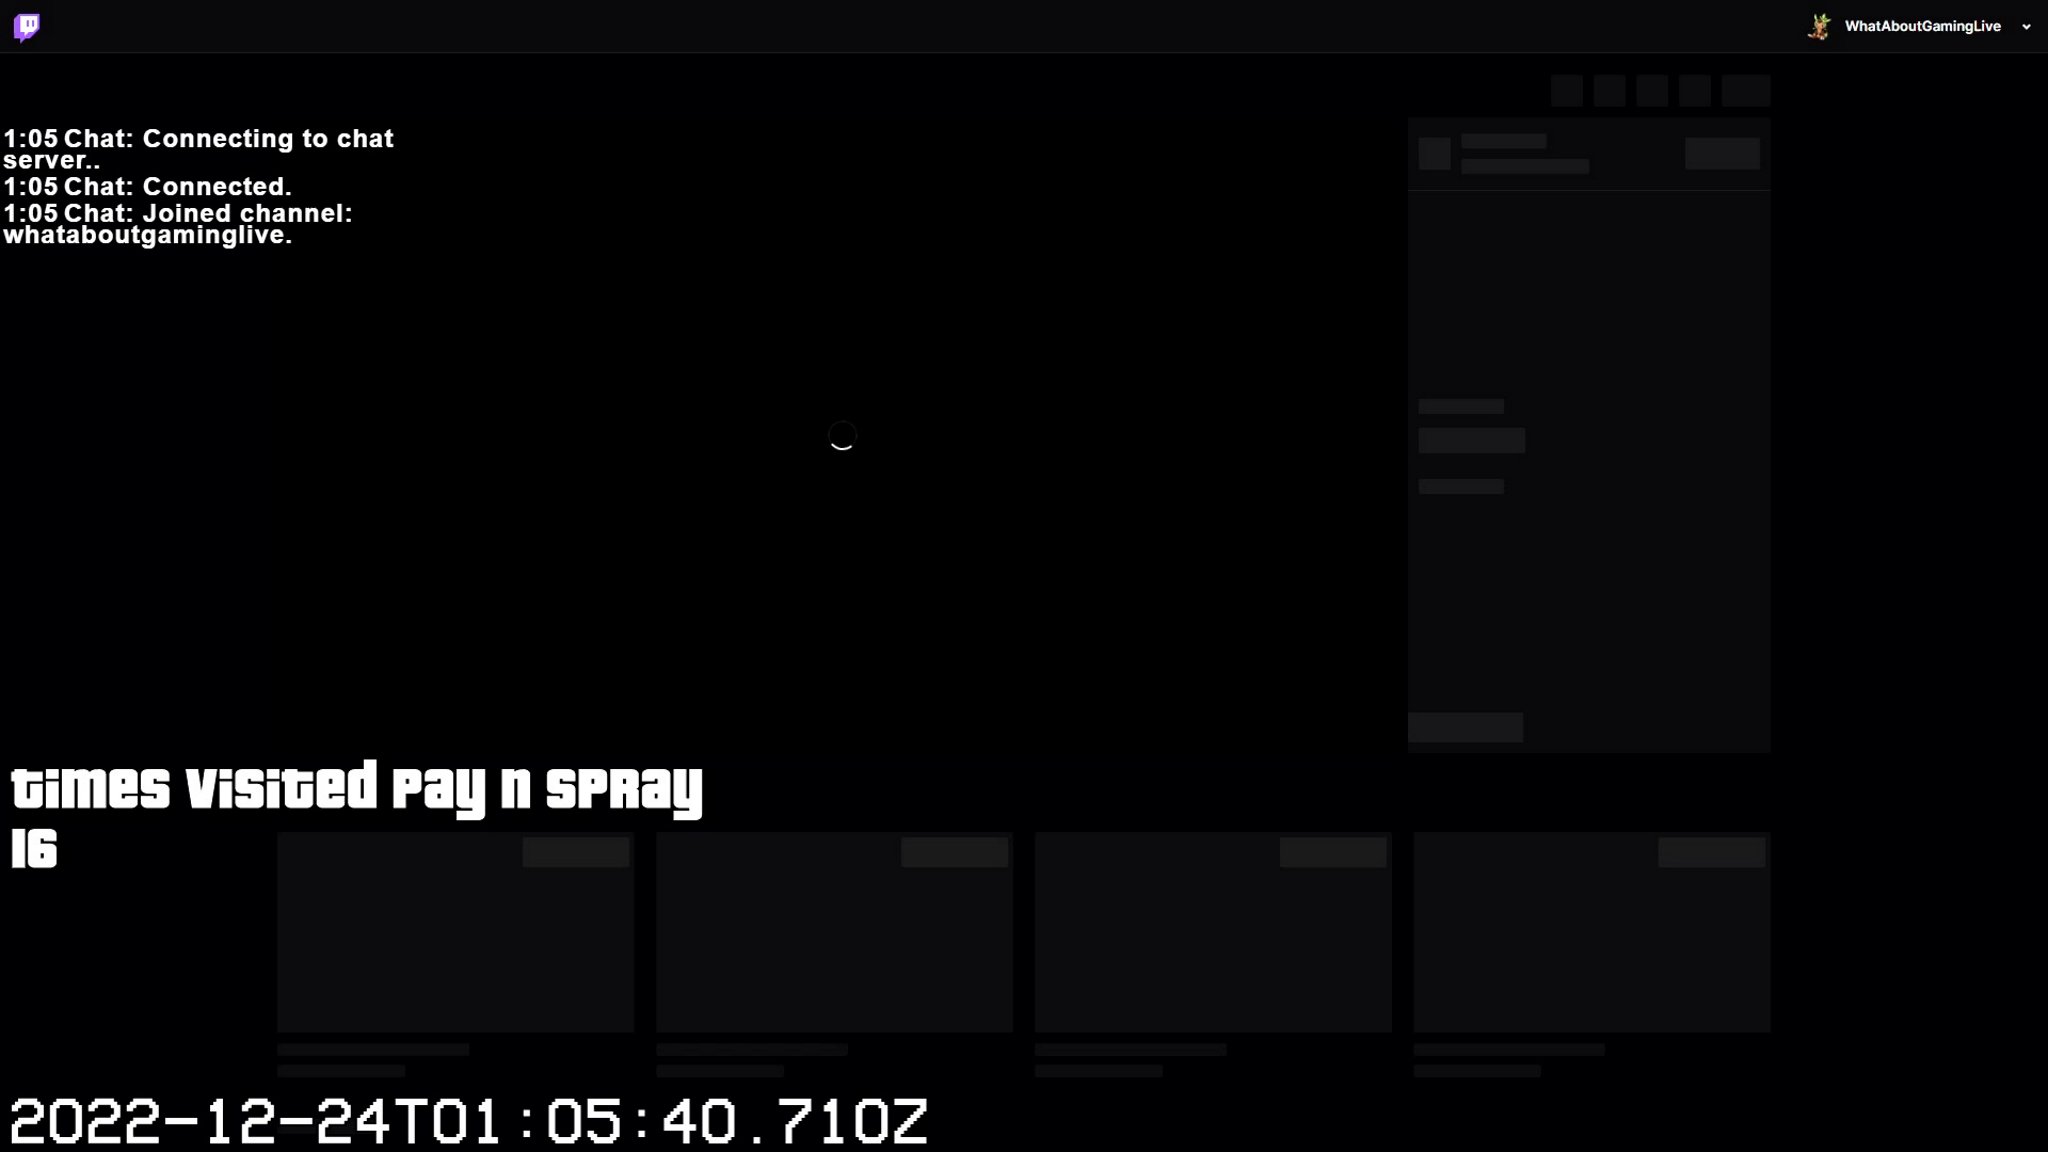 WhatAboutGamingLive
1:05 Chat: Connecting to chat
server..
1:05 Chat: Connected.
1:05 Chat: Joined channel:
whataboutgaminglive.
times visited pay n spray
16
2022-12-24T01:05:40.710Z